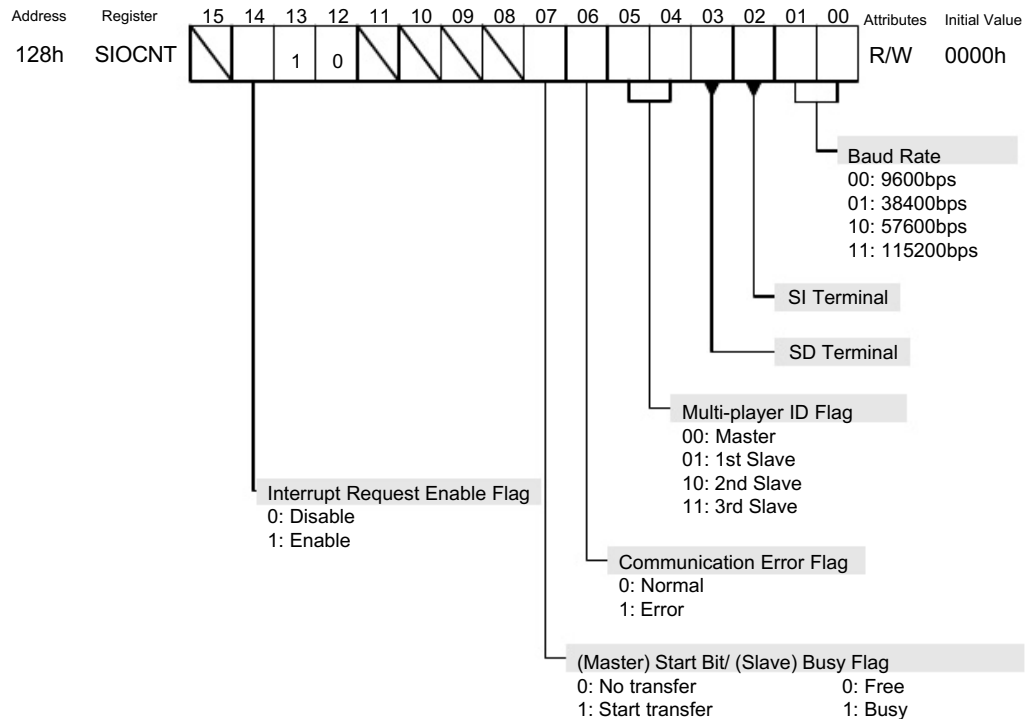 Address Register 15 14 13 12 11 10 09 08 07 06 05 04 03 02 01 00 Attributes Initial Value
128h SIOCNT 1 0 R/W 0000h
Baud Rate
00: 9600bps
01: 38400bps
10: 57600bps
11: 115200bps
SI Terminal
SD Terminal
Multi-player ID Flag
00: Master
01: 1st Slave
10: 2nd Slave
11: 3rd Slave
Interrupt Request Enable Flag
0: Disable
1: Enable
Communication Error Flag
0: Normal
1: Error
(Master) Start Bit/ (Slave) Busy Flag
0: No transfer 0: Free
1: Start transfer 1: Busy